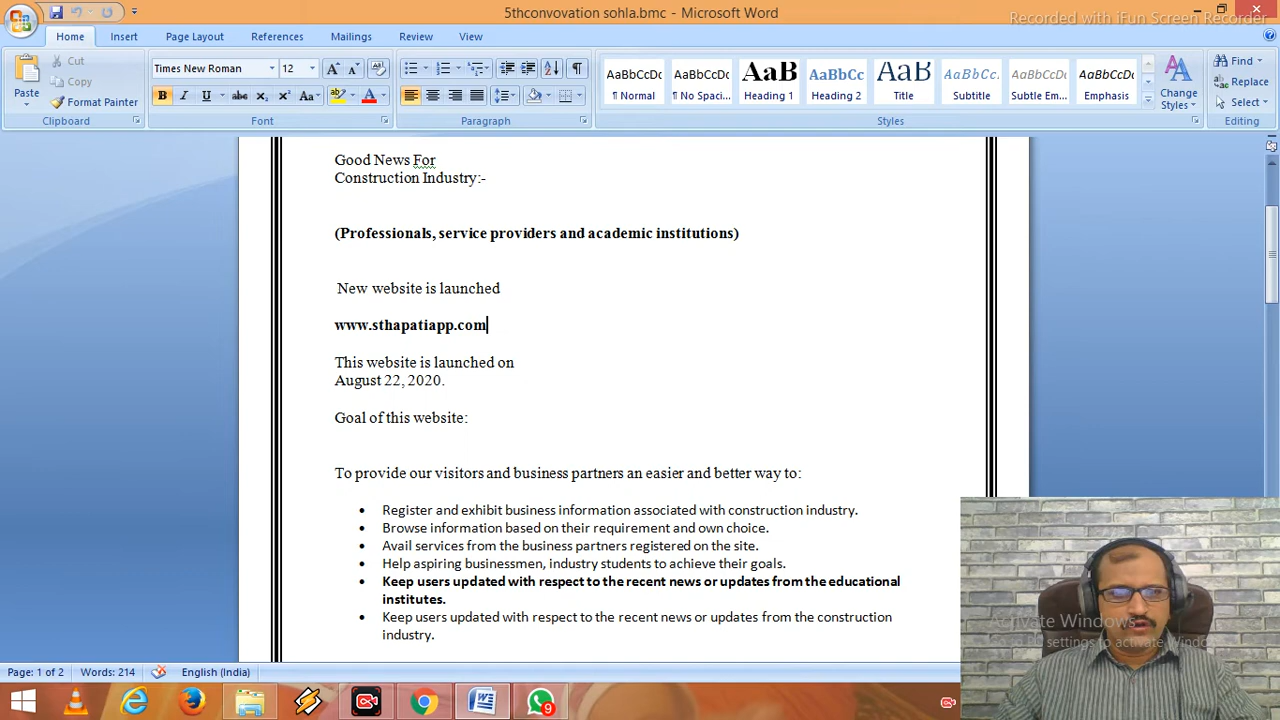 5thconvovation sohla.bmc - Microsoft Word
Recorded with iFun Screen Recorder
Home Insert Page Layout References Mailings Review View
Cut
Copy
Format Painter
Paste
Clipboard
Times New Roman 12
Font
Paragraph
AaBbCcDc AaBbCcDc AaB AaBbCc AaB AaBbCc. AaBbCcDc AaBbCcDc
¶ Normal ¶ No Spaci... Heading 1 Heading 2 Title Subtitle Subtle Em... Emphasis
Change Styles
Styles
Find
Replace
Select
Editing
Good News For
Construction Industry:-
(Professionals, service providers and academic institutions)
New website is launched
www.sthapatiapp.com
This website is launched on
August 22, 2020.
Goal of this website:
To provide our visitors and business partners an easier and better way to:
• Register and exhibit business information associated with construction industry.
• Browse information based on their requirement and own choice.
• Avail services from the business partners registered on the site.
• Help aspiring businessmen, industry students to achieve their goals.
• Keep users updated with respect to the recent news or updates from the educational
institutes.
• Keep users updated with respect to the recent news or updates from the construction
industry.
Activate Windows
PC settings to activate
Page: 1 of 2 Words: 214 English (India)
9